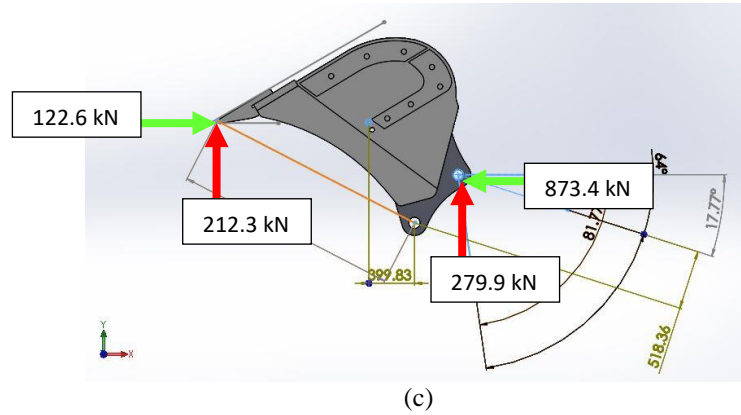 122.6 kN
212.3 kN
873.4 kN
279.9 kN
399.83
64°
17.77°
81.77°
518.36
Y
X
(c)